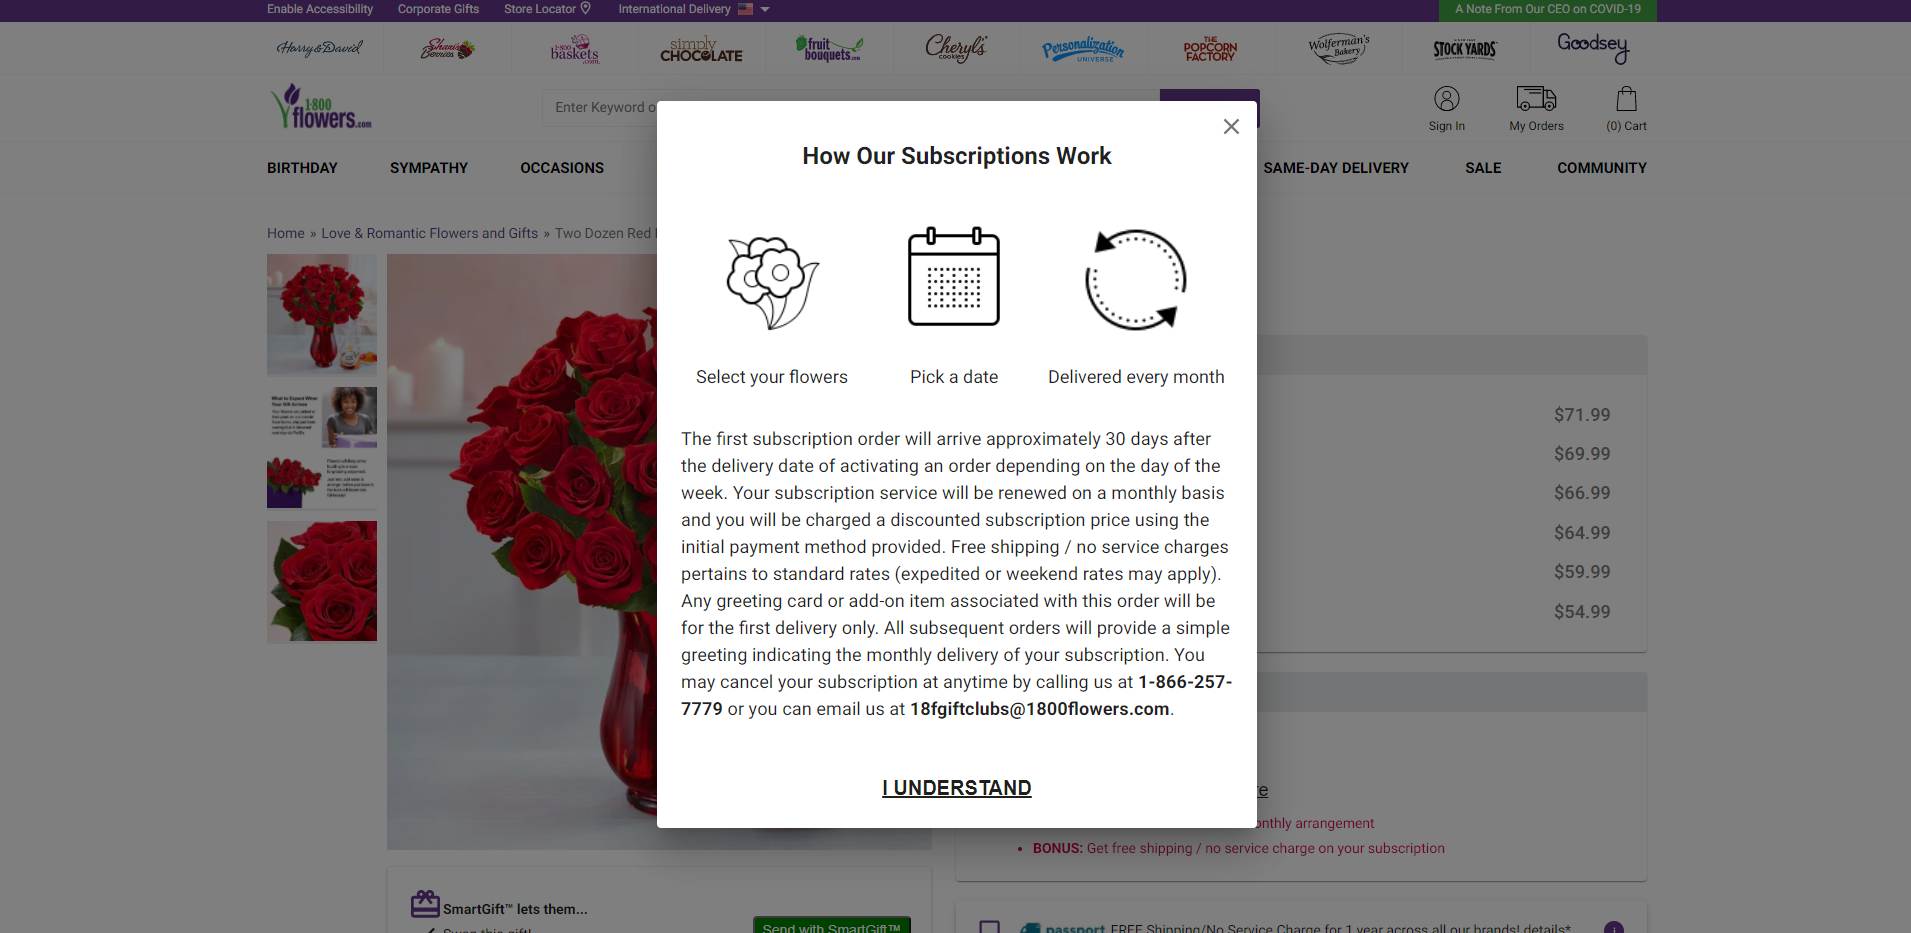 Enable Accessibility
Corporate Gifts
Store Locator
International Delivery
A Note From Our CEO on COVID-19
Harry & David
Shari's Berries
1-800 baskets.com
simply CHOCOLATE
fruit bouquets.com
Cheryl's cookies
Personalization UNIVERSE
THE POPCORN FACTORY
Wolferman's Bakery
STOCK YARDS
Goodsey
1-800 flowers.com
Enter Keyword o
Sign In
My Orders
(0) Cart
BIRTHDAY
SYMPATHY
OCCASIONS
SAME-DAY DELIVERY
SALE
COMMUNITY
Home » Love & Romantic Flowers and Gifts » Two Dozen Red
How Our Subscriptions Work
Select your flowers
Pick a date
Delivered every month
The first subscription order will arrive approximately 30 days after
the delivery date of activating an order depending on the day of the
week. Your subscription service will be renewed on a monthly basis
and you will be charged a discounted subscription price using the
initial payment method provided. Free shipping / no service charges
pertains to standard rates (expedited or weekend rates may apply).
Any greeting card or add-on item associated with this order will be
for the first delivery only. All subsequent orders will provide a simple
greeting indicating the monthly delivery of your subscription. You
may cancel your subscription at anytime by calling us at 1-866-257-
7779 or you can email us at 18fgiftclubs@1800flowers.com.
I UNDERSTAND
What to Expect When
Your Gift Arrives
$71.99
$69.99
$66.99
$64.99
$59.99
$54.99
re
onthly arrangement
• BONUS: Get free shipping / no service charge on your subscription
SmartGift™ lets them...
Swap this gift!
Send with SmartGift™
passport FREE Shipping/No Service Charge for 1 year across all our brands! details*